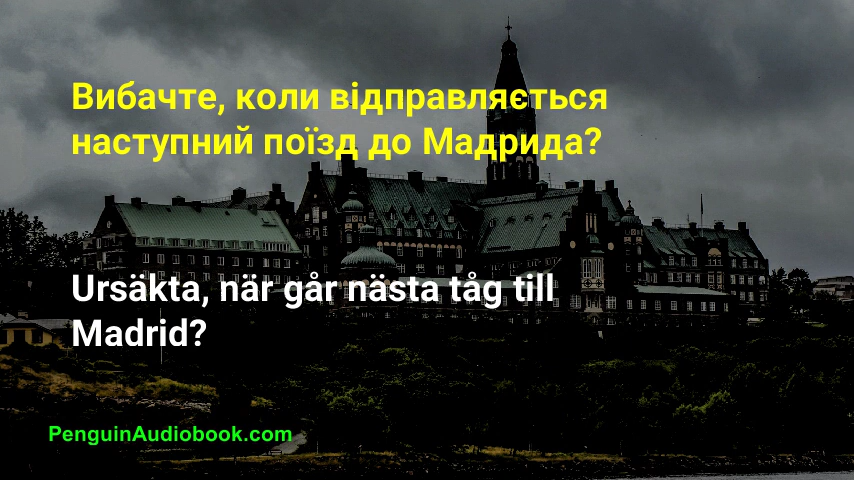 Вибачте, коли відправляється
наступний поїзд до Мадрида?
Ursäkta, när går nästa tåg till
Madrid?
PenguinAudiobook.com